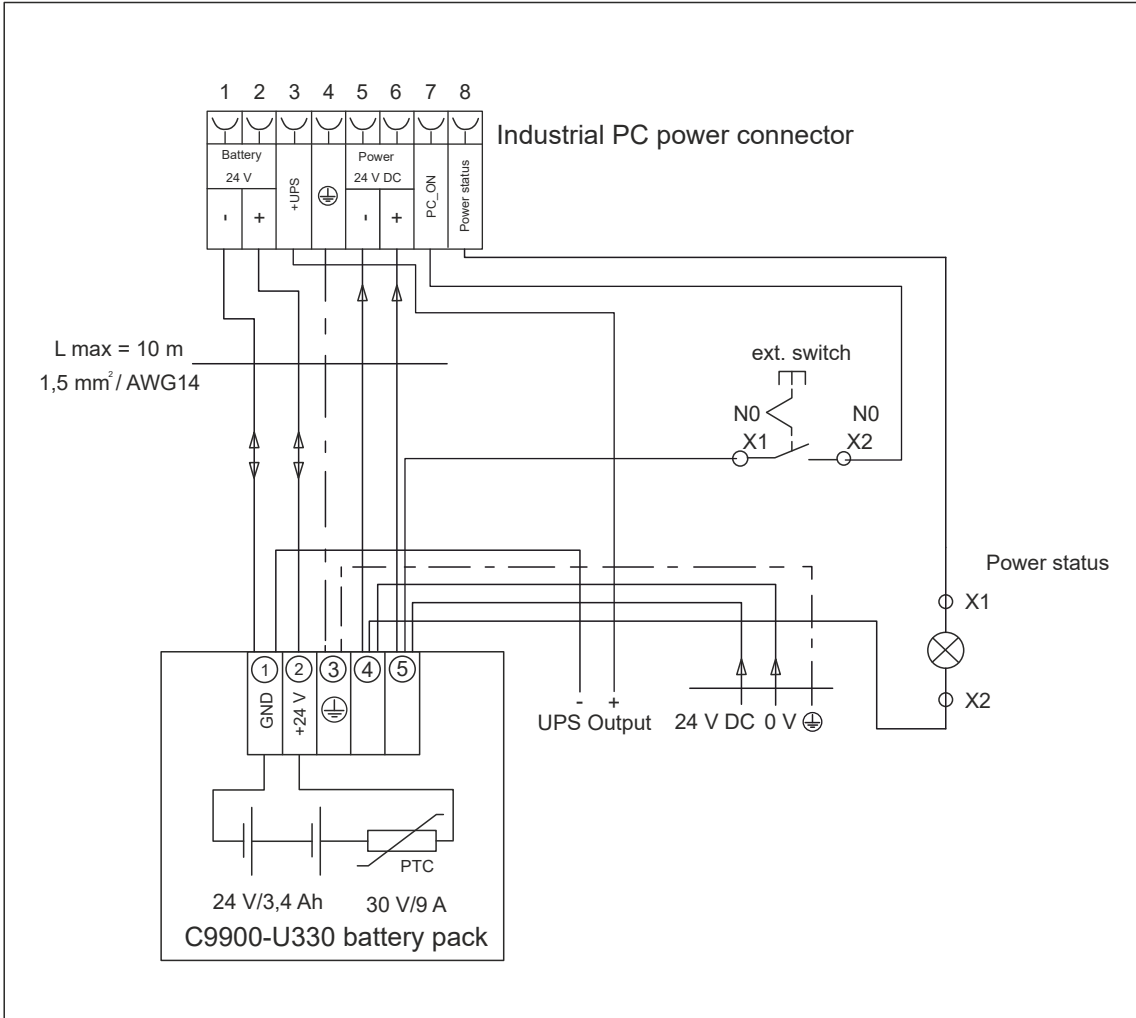 1 2 3 4 5 6 7 8
Industrial PC power connector
Battery
24 V
- +
+UPS
Power
24 V DC
- +
PC_ON
Power status
L max = 10 m
1,5 mm² / AWG14
ext. switch
N0 N0
X1 X2
Power status
X1
X2
1 2 3 4 5
GND
+24 V
- +
UPS Output
24 V DC 0 V
PTC
24 V/3,4 Ah 30 V/9 A
C9900-U330 battery pack